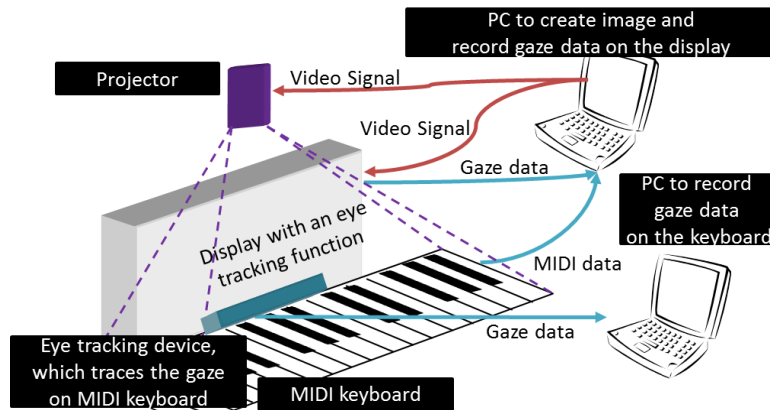 PC to create image and
record gaze data on the display
Projector
Video Signal
Video Signal
Gaze data
PC to record
gaze data
on the keyboard
Display with an eye
tracking function
MIDI data
Gaze data
Eye tracking device,
which traces the gaze
on MIDI keyboard
MIDI keyboard